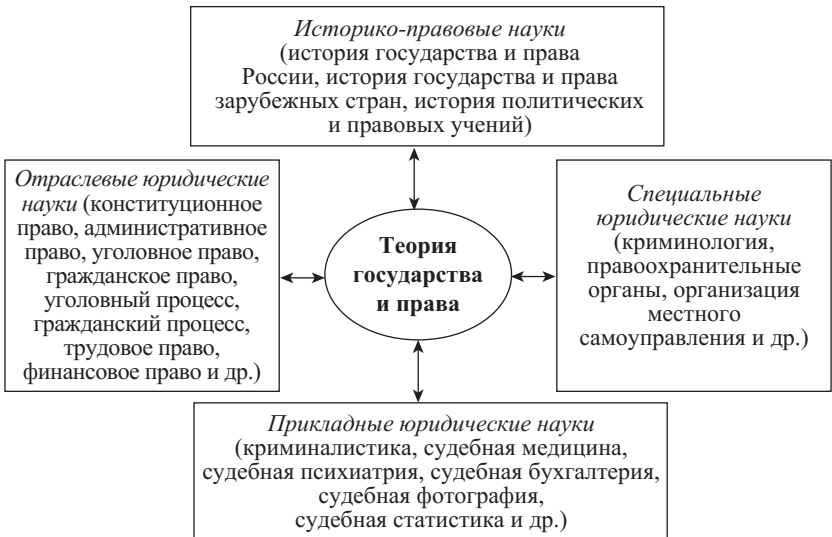 Историко-правовые науки
(история государства и права
России, история государства и права
зарубежных стран, история политических
и правовых учений)
Отраслевые юридические
науки (конституционное
право, административное
право, уголовное право,
гражданское право,
уголовный процесс,
гражданский процесс,
трудовое право,
финансовое право и др.)
Теория
государства
и права
Специальные
юридические науки
(криминология,
правоохранительные
органы, организация
местного
самоуправления и др.)
Прикладные юридические науки
(криминалистика, судебная медицина,
судебная психиатрия, судебная бухгалтерия,
судебная фотография,
судебная статистика и др.)